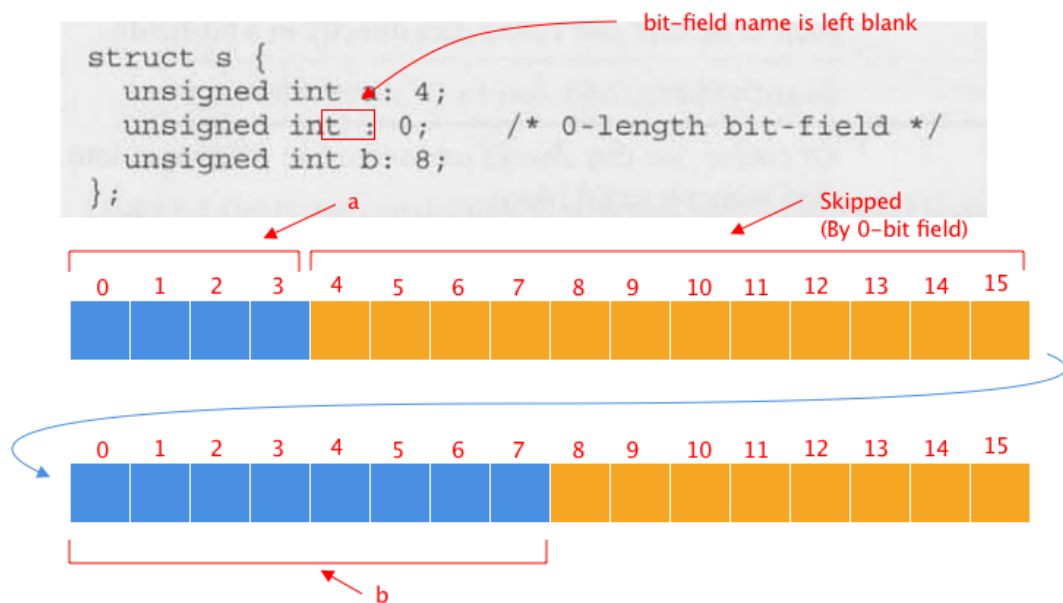 bit-field name is left blank
struct s {
unsigned int a: 4;
unsigned int : 0; /* 0-length bit-field */
unsigned int b: 8;
};
a
Skipped
(By 0-bit field)
0 1 2 3 4 5 6 7 8 9 10 11 12 13 14 15
0 1 2 3 4 5 6 7 8 9 10 11 12 13 14 15
b